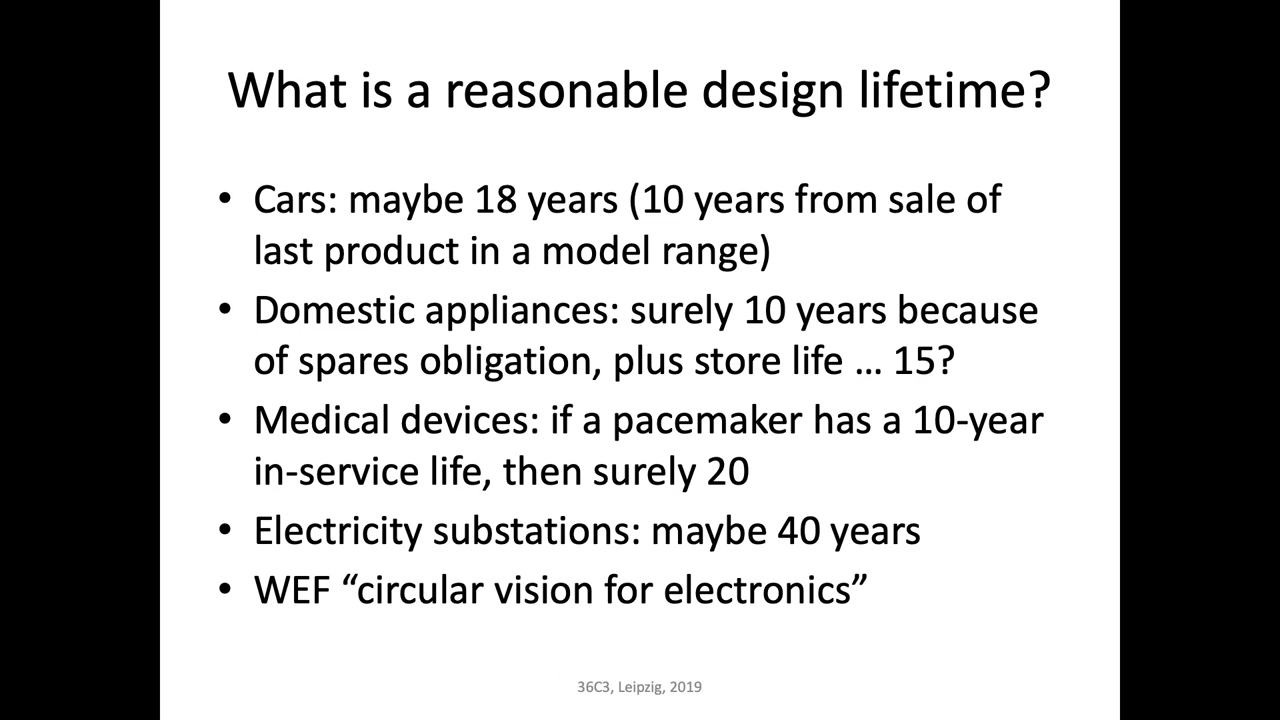 What is a reasonable design lifetime?
• Cars: maybe 18 years (10 years from sale of
last product in a model range)
• Domestic appliances: surely 10 years because
of spares obligation, plus store life … 15?
• Medical devices: if a pacemaker has a 10-year
in-service life, then surely 20
• Electricity substations: maybe 40 years
• WEF “circular vision for electronics”
36C3, Leipzig, 2019